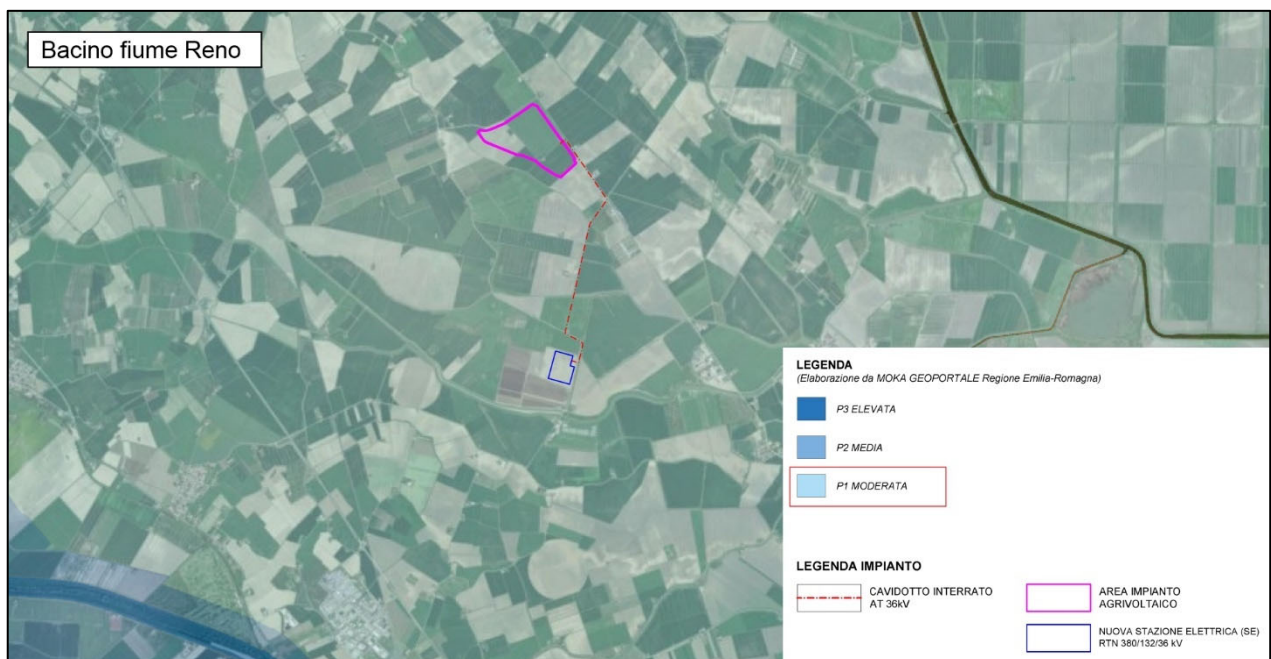 Bacino fiume Reno
LEGENDA
(Elaborazione da MOKA GEOPORTALE Regione Emilia-Romagna)
P3 ELEVATA
P2 MEDIA
P1 MODERATA
LEGENDA IMPIANTO
CAVIDOTTO INTERRATO
AT 36kV
AREA IMPIANTO
AGRIVOLTAICO
NUOVA STAZIONE ELETTRICA (SE)
RTN 380/132/36 kV